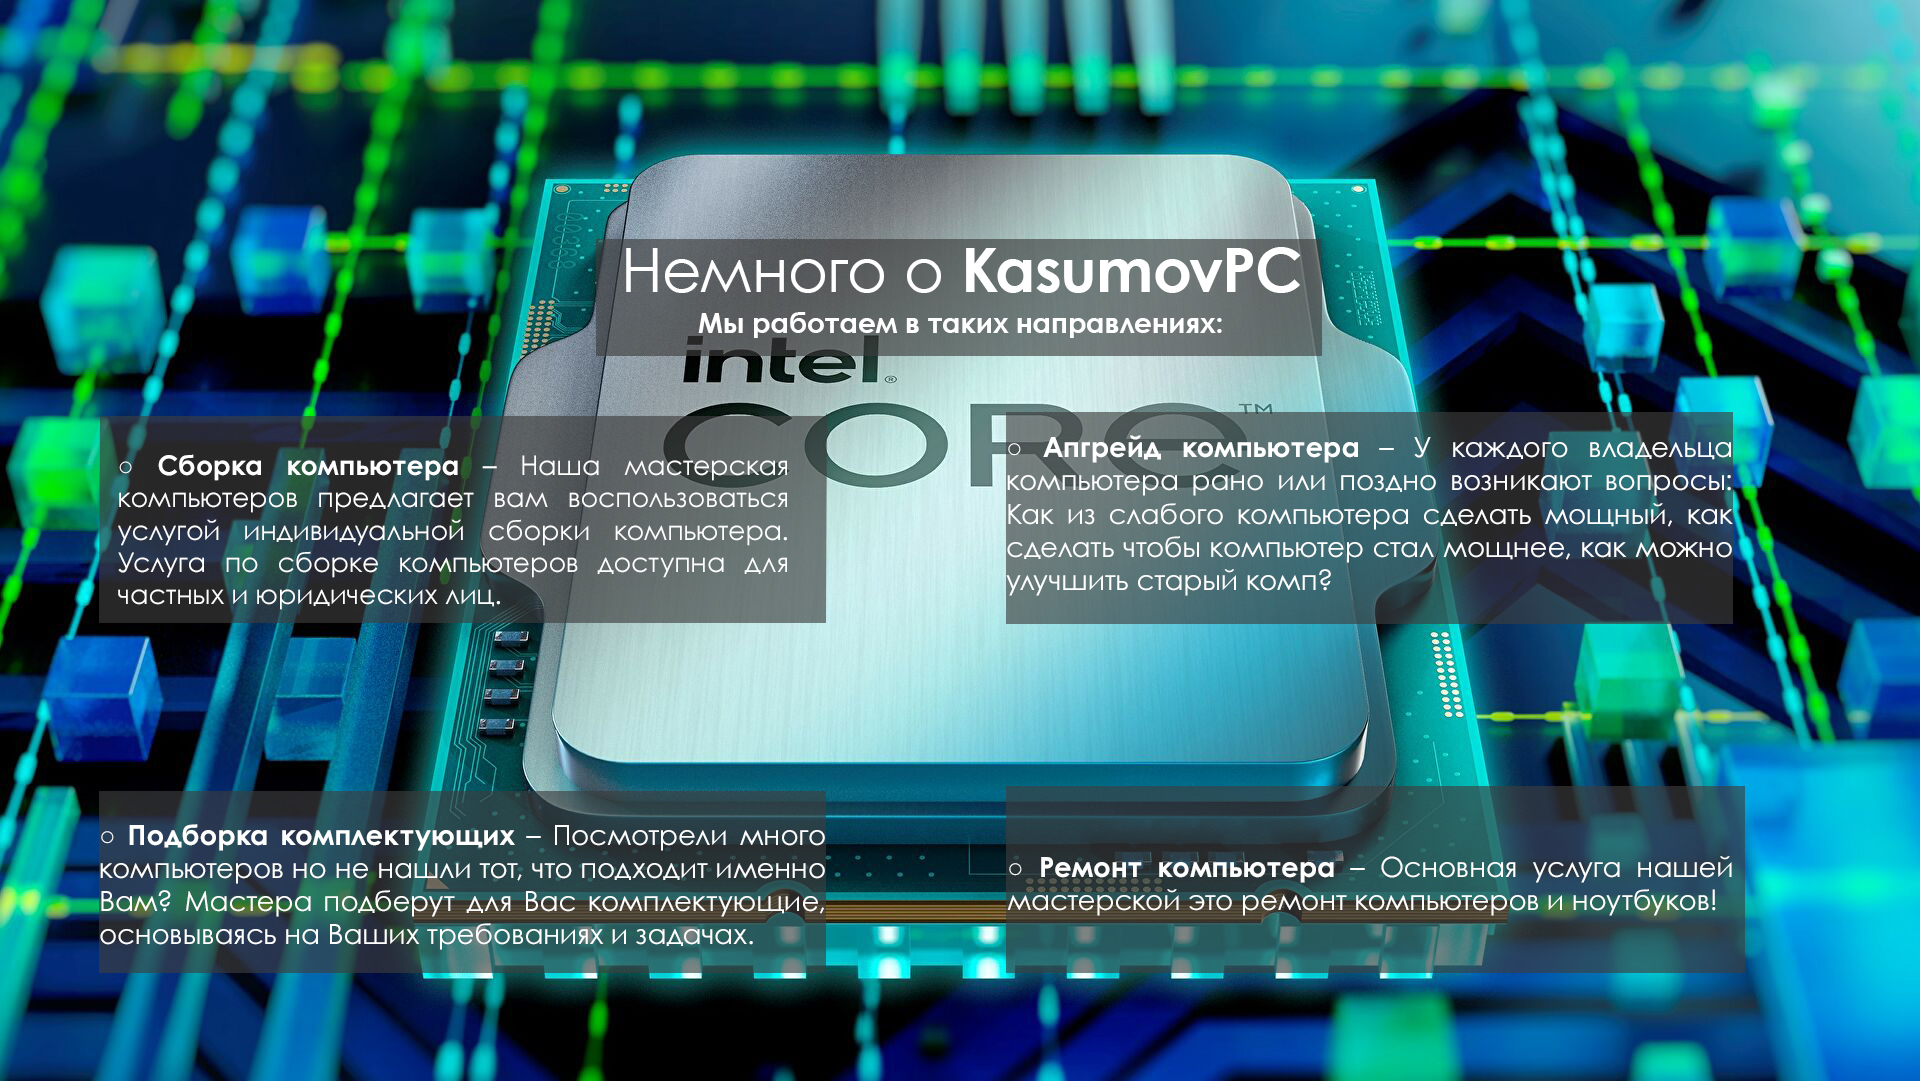 Немного о KasumovPC
Мы работаем в таких направлениях:
intel®
CORE™
○ Сборка компьютера – Наша мастерская
компьютеров предлагает вам воспользоваться
услугой индивидуальной сборки компьютера.
Услуга по сборке компьютеров доступна для
частных и юридических лиц.
○ Апгрейд компьютера – У каждого владельца
компьютера рано или поздно возникают вопросы:
Как из слабого компьютера сделать мощный, как
сделать чтобы компьютер стал мощнее, как можно
улучшить старый комп?
○ Подборка комплектующих – Посмотрели много
компьютеров но не нашли тот, что подходит именно
Вам? Мастера подберут для Вас комплектующие,
основываясь на Ваших требованиях и задачах.
○ Ремонт компьютера – Основная услуга нашей
мастерской это ремонт компьютеров и ноутбуков!